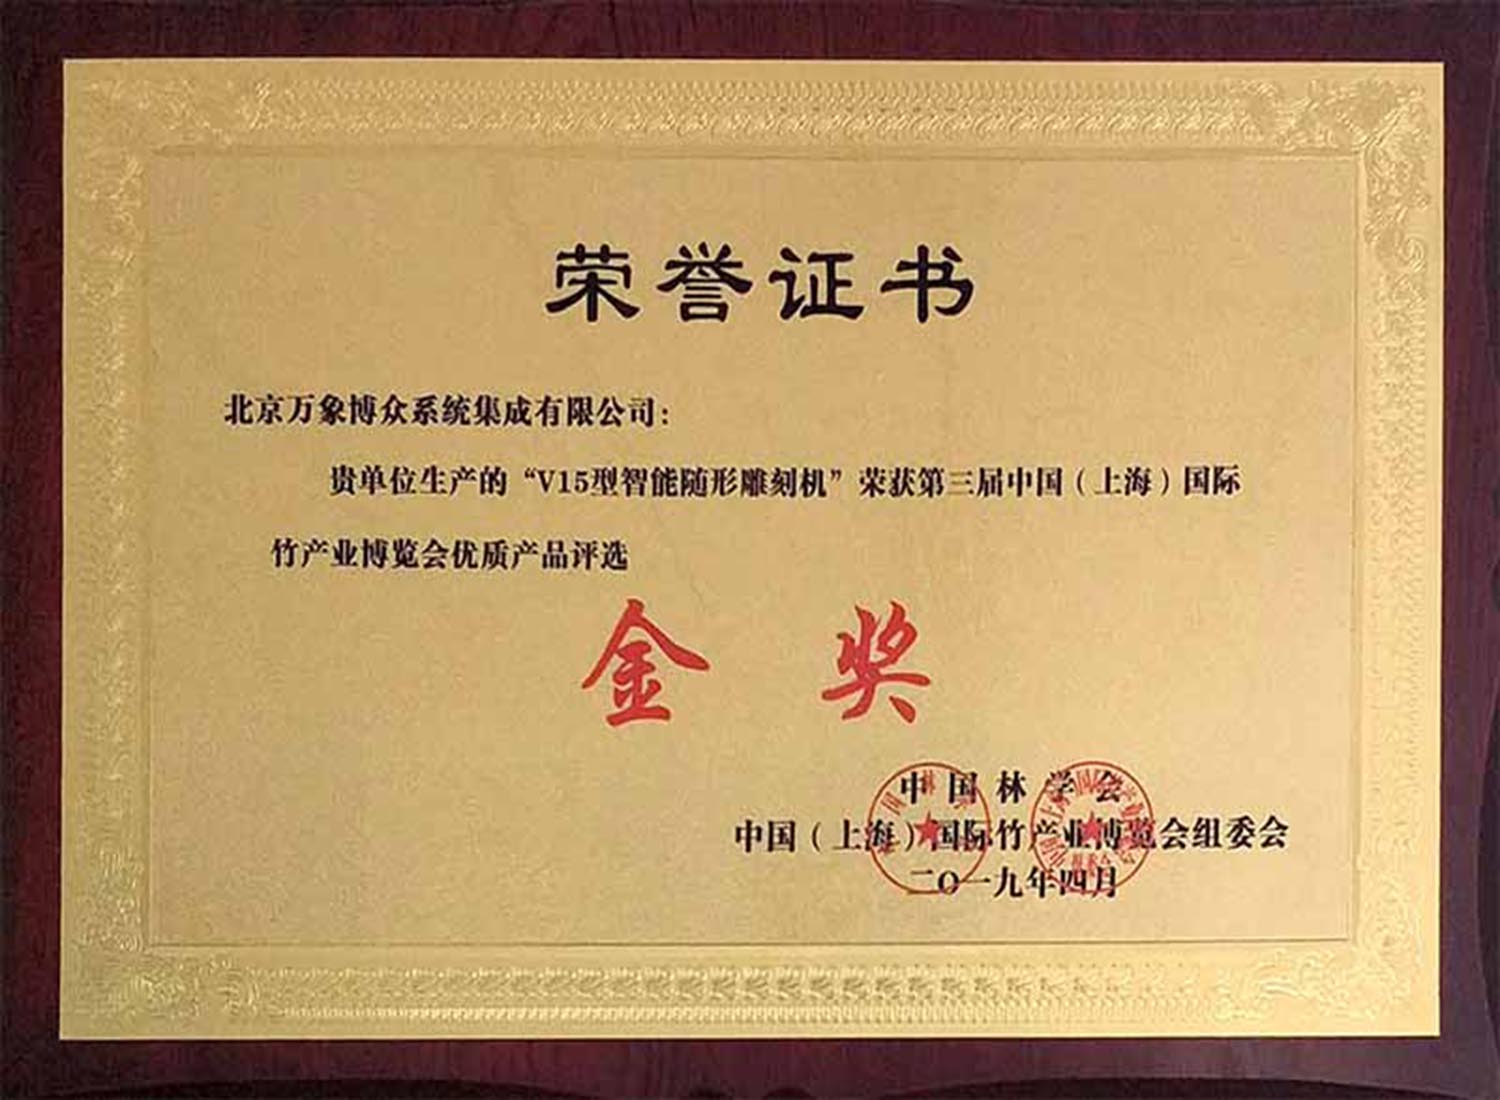 荣誉证书
北京万象博众系统集成有限公司：
贵单位生产的“V15型智能随形雕刻机”荣获第三届中国（上海）国际
竹产业博览会优质产品评选
金奖
中国林学会
中国（上海）国际竹产业博览会组委会
二O一九年四月